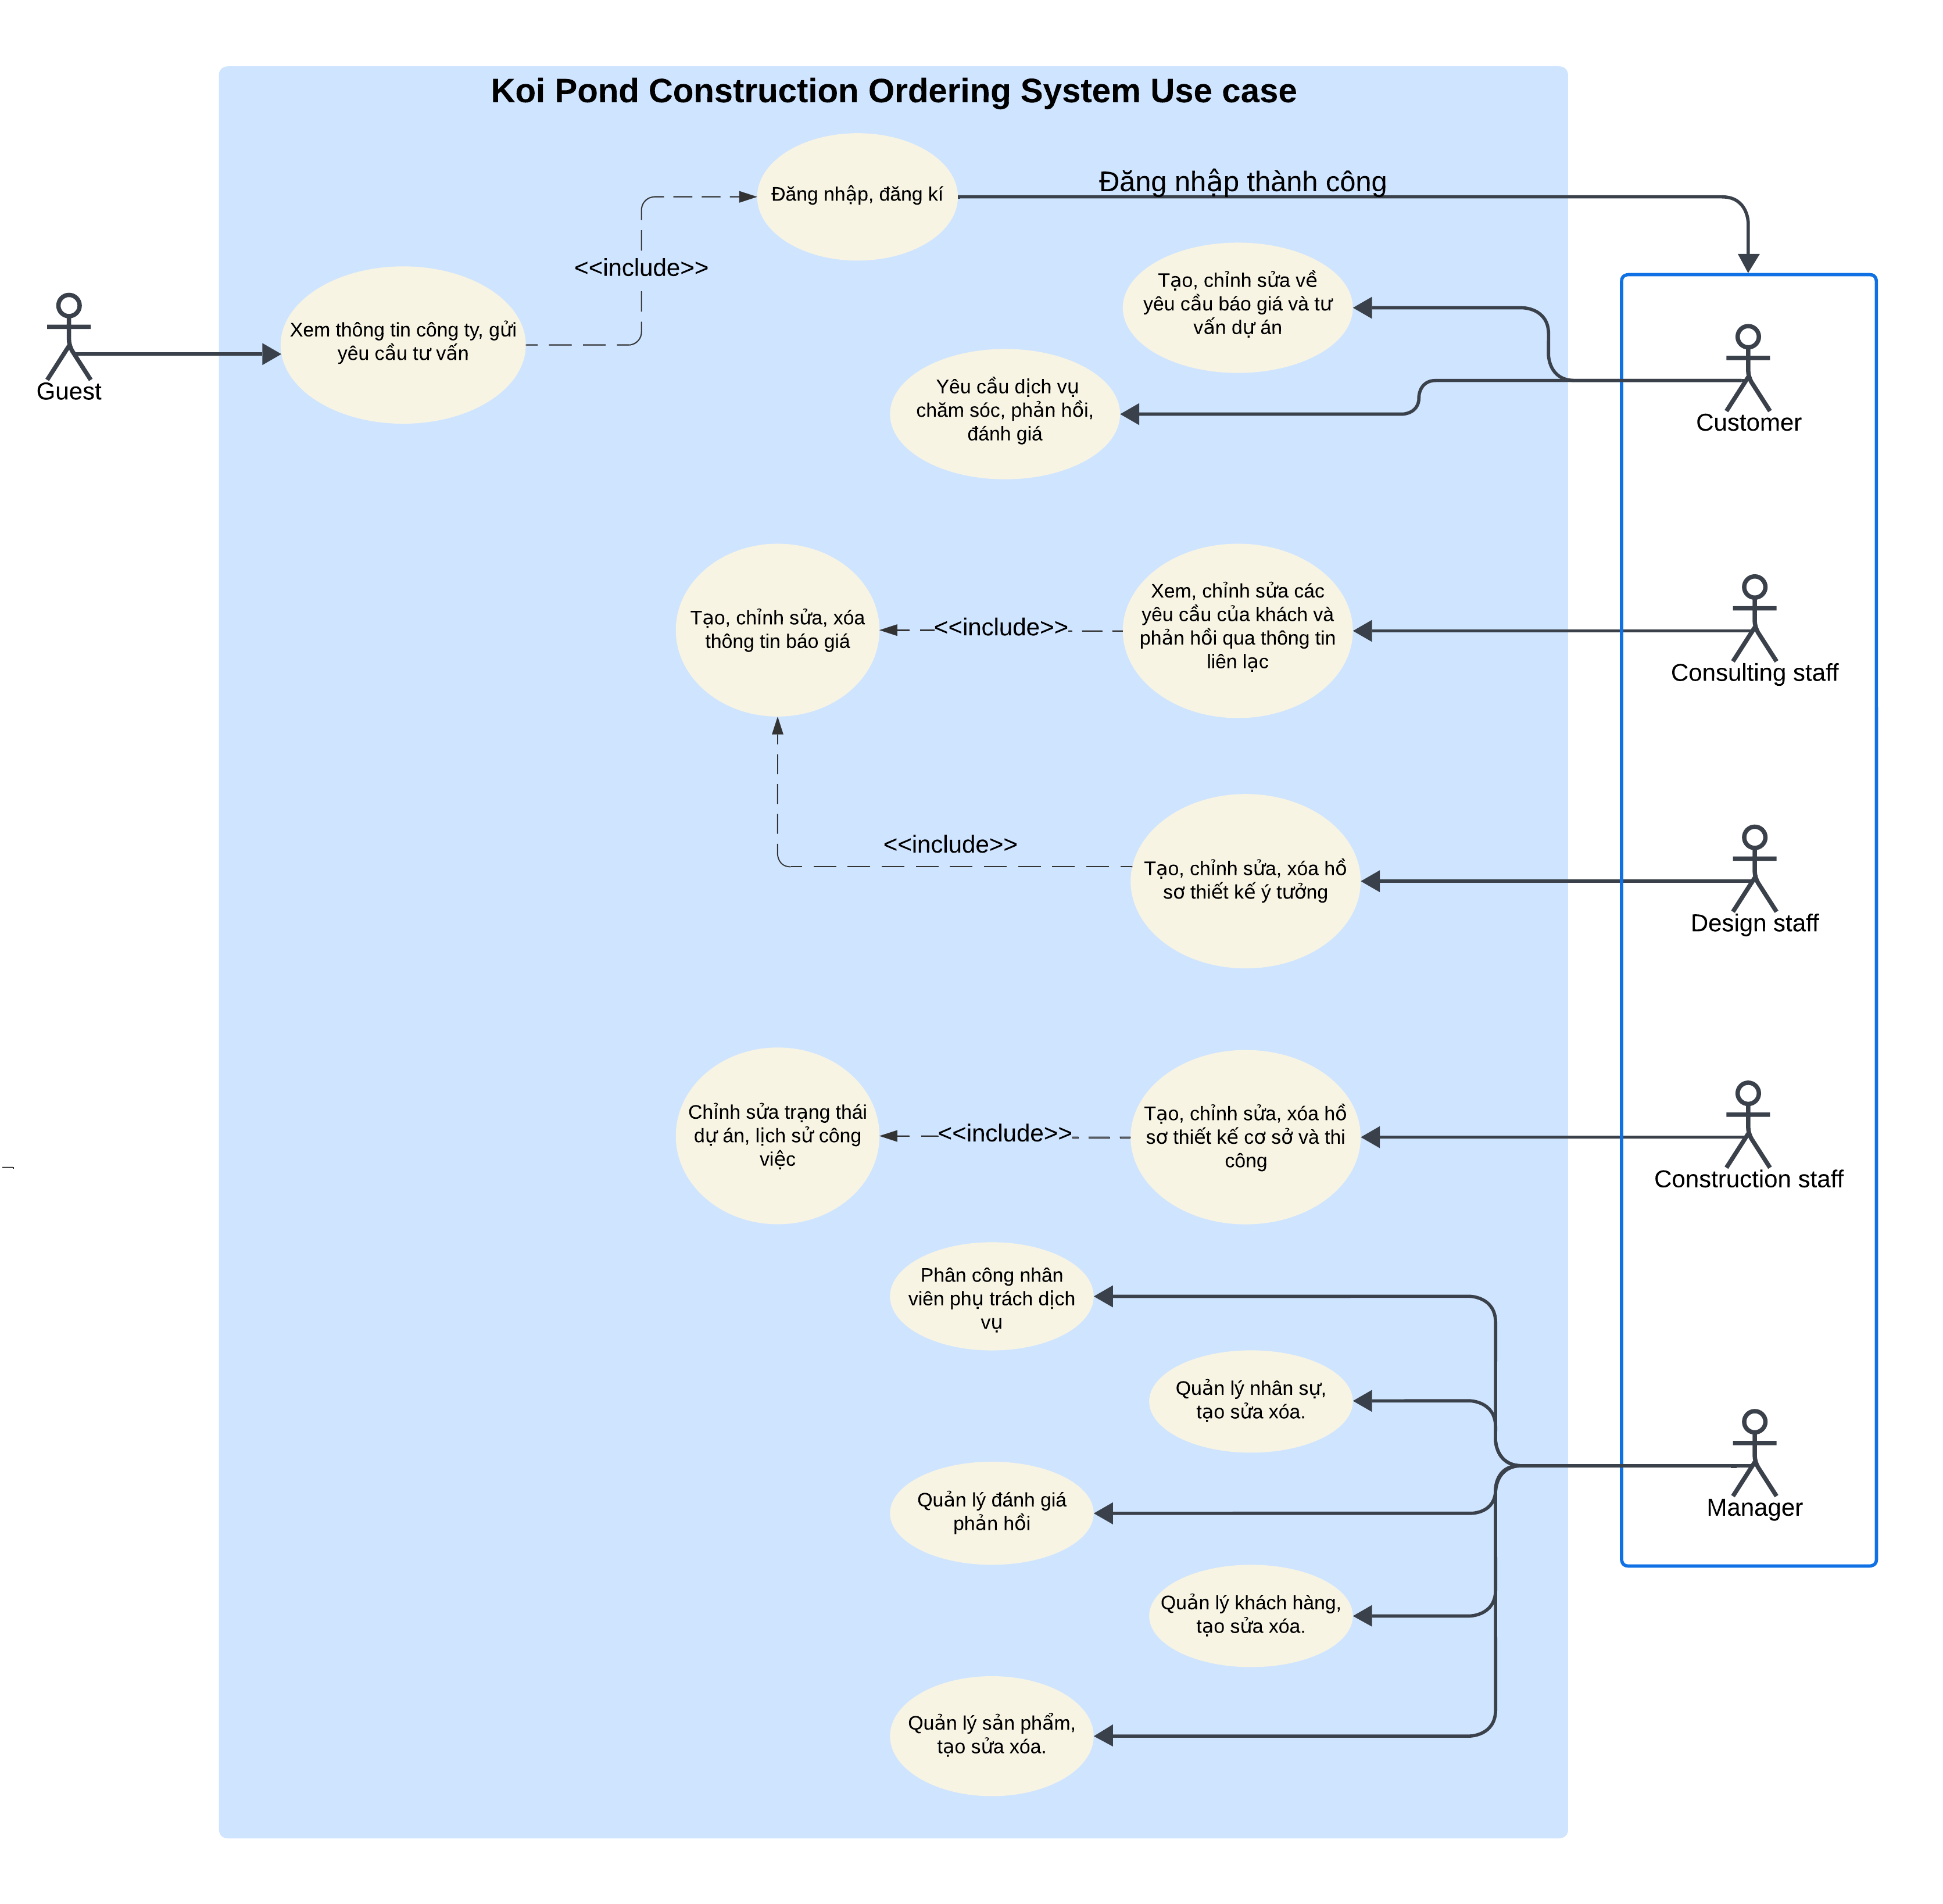 Koi Pond Construction Ordering System Use case
Đăng nhập, đăng kí
Đăng nhập thành công
<<include>>
Xem thông tin công ty, gửi
yêu cầu tư vấn
Guest
Tạo, chỉnh sửa về
yêu cầu báo giá và tư
vấn dự án
Yêu cầu dịch vụ
chăm sóc, phản hồi,
đánh giá
Customer
Tạo, chỉnh sửa, xóa
thông tin báo giá
<<include>>
Xem, chỉnh sửa các
yêu cầu của khách và
phản hồi qua thông tin
liên lạc
Consulting staff
<<include>>
Tạo, chỉnh sửa, xóa hồ
sơ thiết kế ý tưởng
Design staff
Chỉnh sửa trạng thái
dự án, lịch sử công
việc
<<include>>
Tạo, chỉnh sửa, xóa hồ
sơ thiết kế cơ sở và thi
công
Construction staff
Phân công nhân
viên phụ trách dịch
vụ
Quản lý nhân sự,
tạo sửa xóa.
Quản lý đánh giá
phản hồi
Manager
Quản lý khách hàng,
tạo sửa xóa.
Quản lý sản phẩm,
tạo sửa xóa.